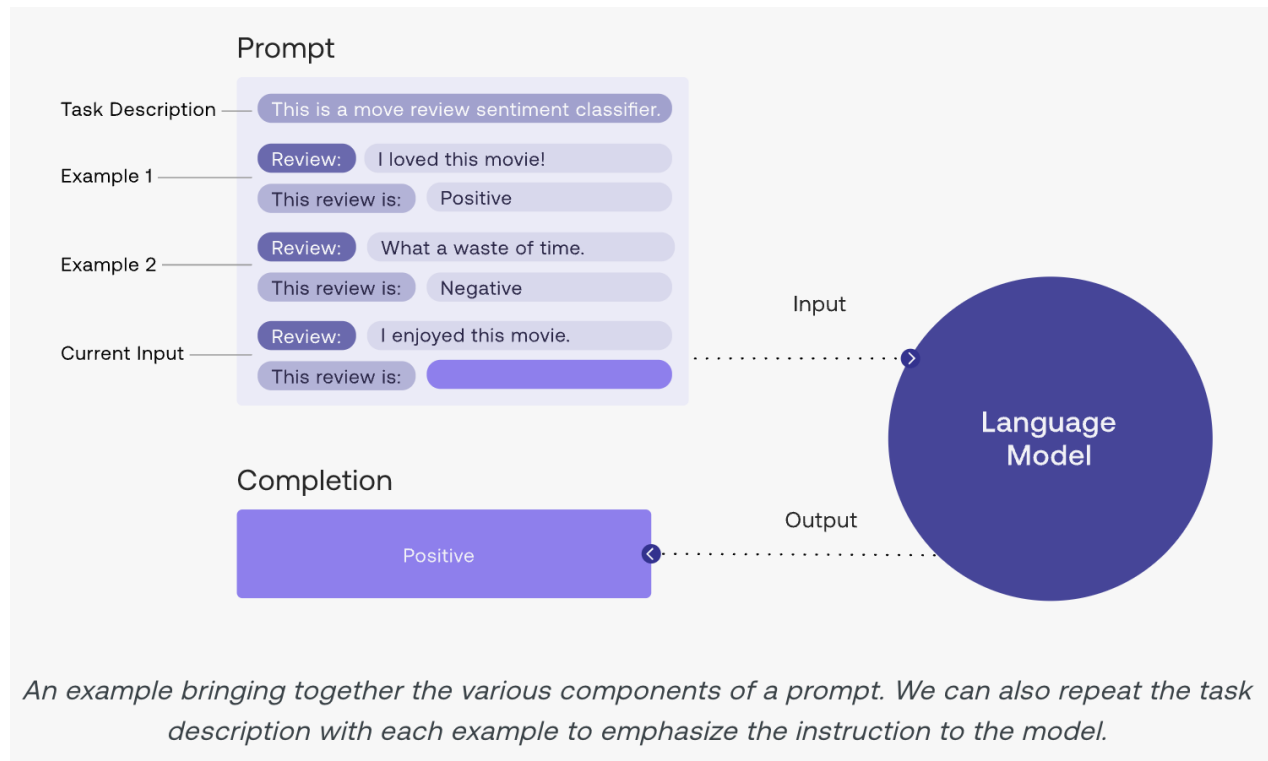 Prompt
Task Description
This is a move review sentiment classifier.
Example 1
Review: I loved this movie!
This review is: Positive
Example 2
Review: What a waste of time.
This review is: Negative
Current Input
Review: I enjoyed this movie.
This review is:
Input
Language
Model
Completion
Positive
Output
An example bringing together the various components of a prompt. We can also repeat the task
description with each example to emphasize the instruction to the model.